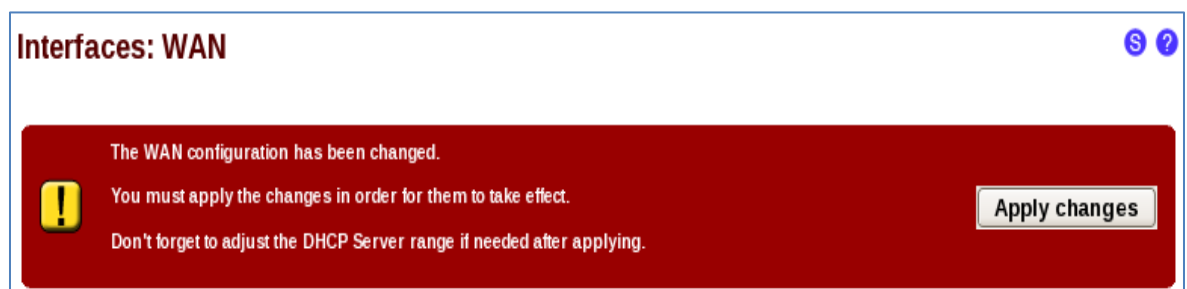 Interfaces: WAN
S ?
The WAN configuration has been changed.
You must apply the changes in order for them to take effect.
Don't forget to adjust the DHCP Server range if needed after applying.
!
Apply changes